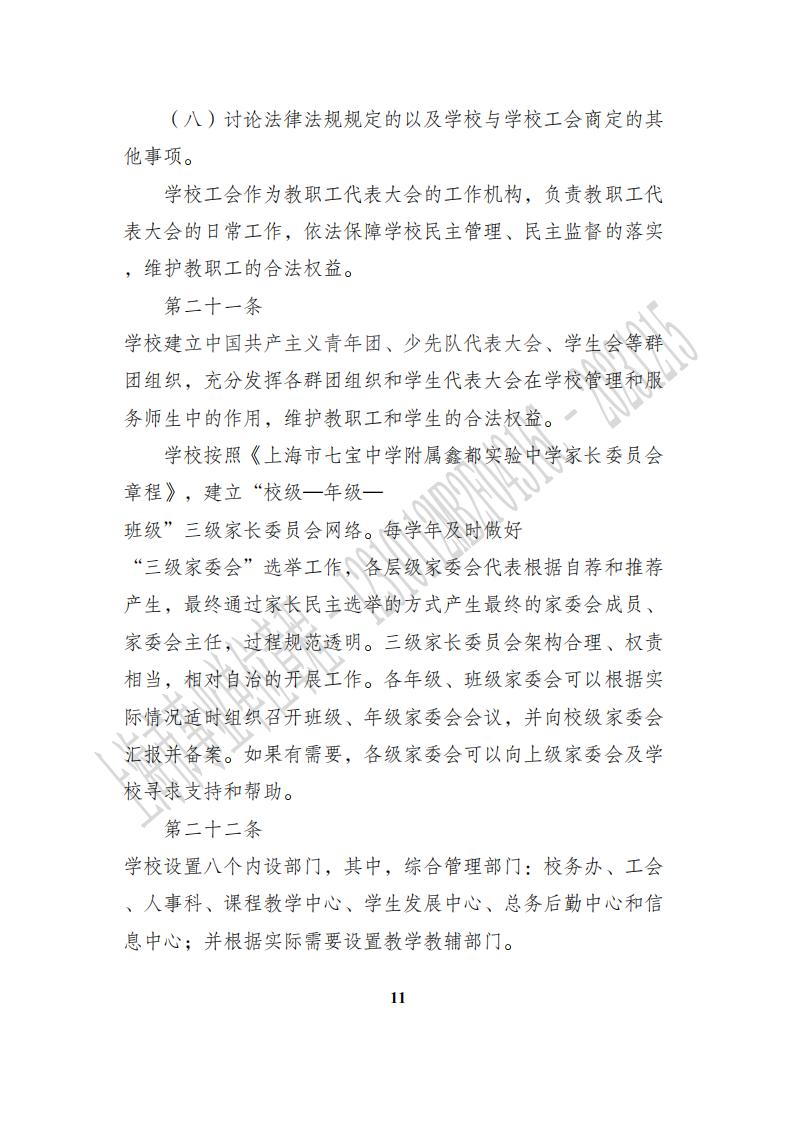 （八）讨论法律法规规定的以及学校与学校工会商定的其
他事项。
学校工会作为教职工代表大会的工作机构，负责教职工代
表大会的日常工作，依法保障学校民主管理、民主监督的落实
，维护教职工的合法权益。
第二十一条
学校建立中国共产主义青年团、少先队代表大会、学生会等群
团组织，充分发挥各群团组织和学生代表大会在学校管理和服
务师生中的作用，维护教职工和学生的合法权益。
学校按照《上海市七宝中学附属鑫都实验中学家长委员会
章程》，建立“校级—年级—
班级”三级家长委员会网络。每学年及时做好
“三级家委会”选举工作，各层级家委会代表根据自荐和推荐
产生，最终通过家长民主选举的方式产生最终的家委会成员、
家委会主任，过程规范透明。三级家长委员会架构合理、权责
相当，相对自治的开展工作。各年级、班级家委会可以根据实
际情况适时组织召开班级、年级家委会会议，并向校级家委会
汇报并备案。如果有需要，各级家委会可以向上级家委会及学
校寻求支持和帮助。
第二十二条
学校设置八个内设部门，其中，综合管理部门：校务办、工会
、人事科、课程教学中心、学生发展中心、总务后勤中心和信
息中心；并根据实际需要设置教学教辅部门。
11